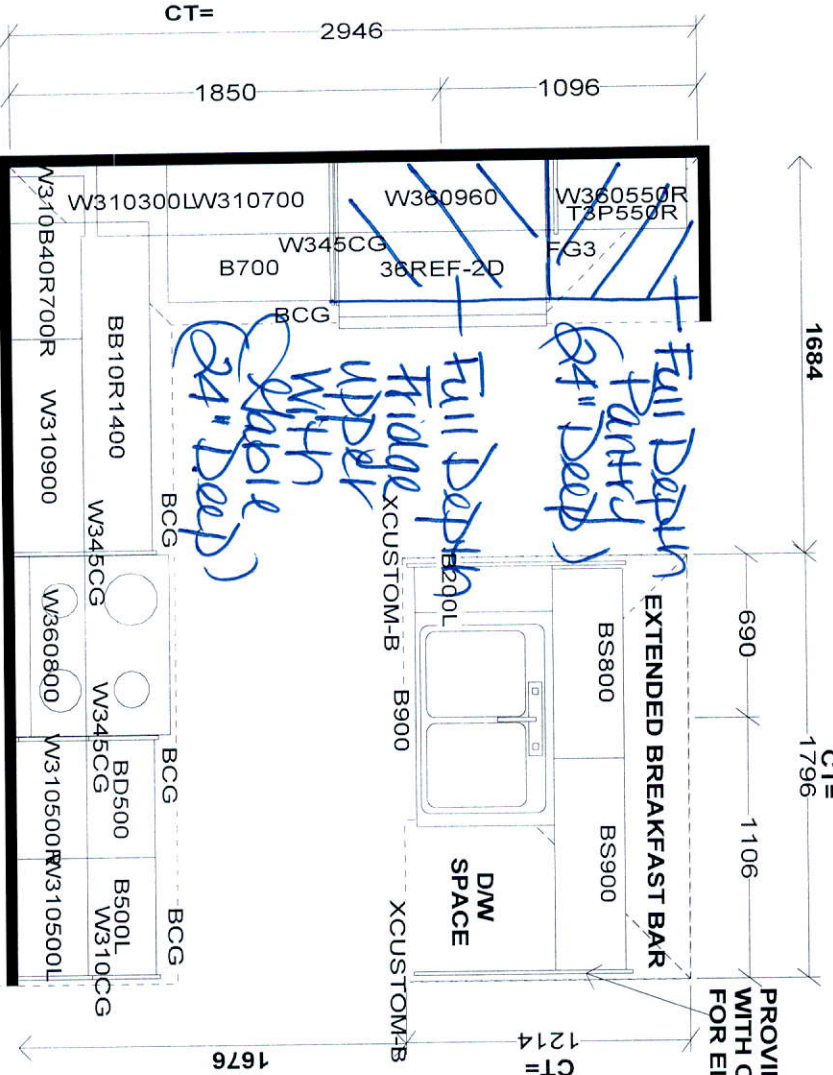 CT=
2946
1850
1096
W310B40R700R
W310300L
W310700
W360960
W360550R
T3P550R
W345CG
FG3
B700
36REF-2D
BCG
1684
BB10R1400
W310900
Full Depth
Pantry
(24" Deep)
Full Depth
Fridge
upper
with
Gable
(24" Deep)
BCG
W345CG
XCUSTOM-B
B200L
EXTENDED BREAKFAST BAR
690
BS800
W360800
B900
CT=
1796
W345CG
BCG
BD500
1106
BS900
W310500R
W310500L
B500L
W310CG
BCG
D/W
SPACE
XCUSTOM-B
1676
1214
CT=
WITH